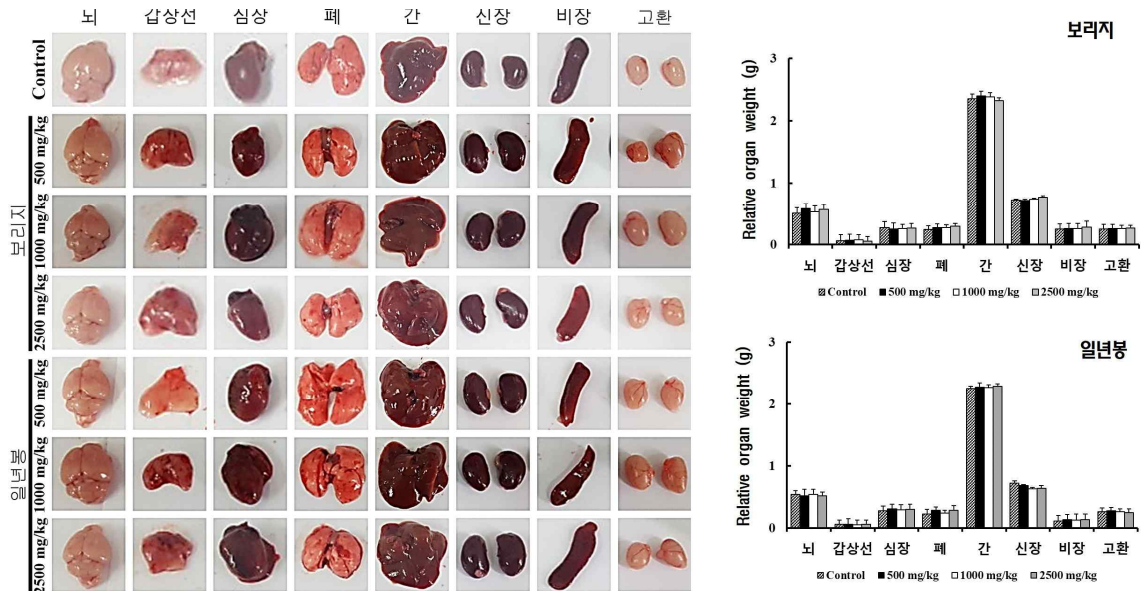 뇌 갑상선 심장 폐 간 신장 비장 고환
Control
보리지
500 mg/kg
1000 mg/kg
2500 mg/kg
일년봉
500 mg/kg
1000 mg/kg
2500 mg/kg
보리지
Relative organ weight (g)
3
2
1
0
뇌 갑상선 심장 폐 간 신장 비장 고환
Control 500 mg/kg 1000 mg/kg 2500 mg/kg
일년봉
Relative organ weight (g)
3
2
1
0
뇌 갑상선 심장 폐 간 신장 비장 고환
Control 500 mg/kg 1000 mg/kg 2500 mg/kg